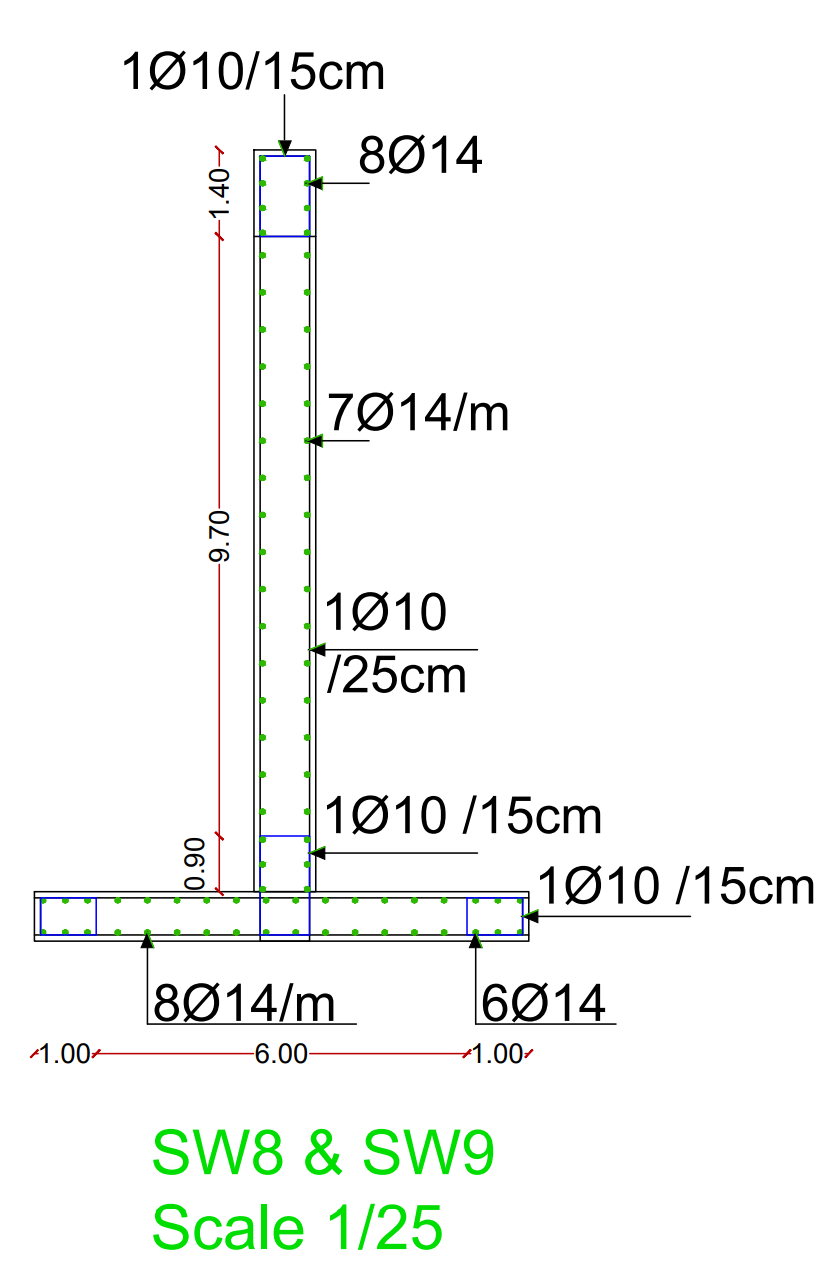 1Ø10/15cm
8Ø14
1.40
7Ø14/m
9.70
1Ø10
/25cm
1Ø10 /15cm
0.90
1Ø10 /15cm
8Ø14/m
6Ø14
1.00
6.00
1.00
SW8 & SW9
Scale 1/25